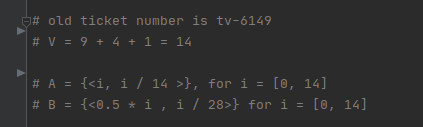 # old ticket number is tv-6149
# V = 9 + 4 + 1 = 14
# A = {<i, i / 14 >}, for i = [0, 14]
# B = {<0.5 * i , i / 28>} for i = [0, 14]